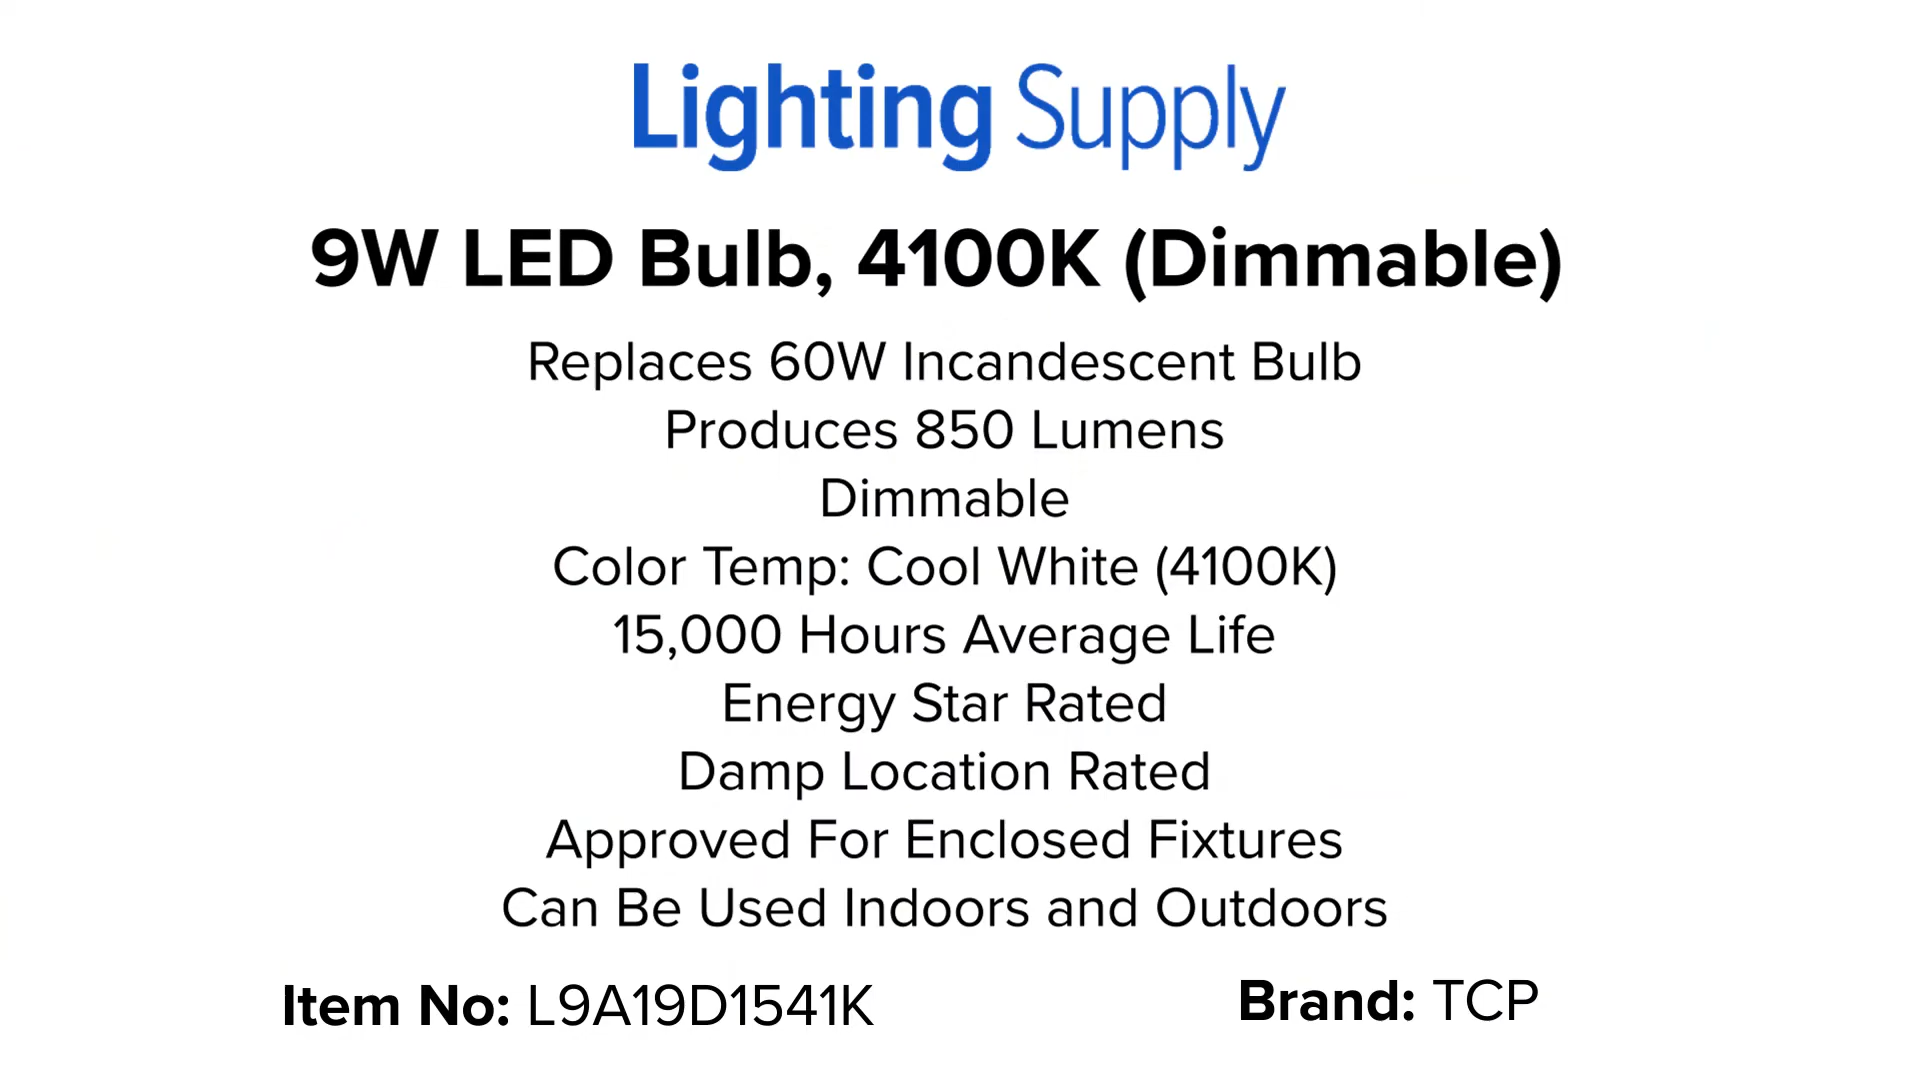 Lighting Supply
9W LED Bulb, 4100K (Dimmable)
Replaces 60W Incandescent Bulb
Produces 850 Lumens
Dimmable
Color Temp: Cool White (4100K)
15,000 Hours Average Life
Energy Star Rated
Damp Location Rated
Approved For Enclosed Fixtures
Can Be Used Indoors and Outdoors
Item No: L9A19D1541K
Brand: TCP